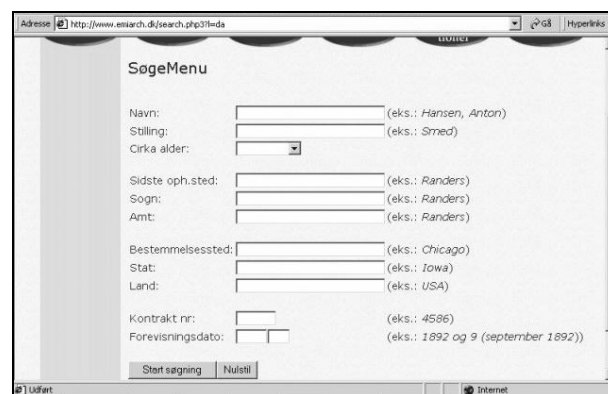 Adresse http://www.emiarch.dk/search.php3?l=da Gå Hyperlinks
tioner
SøgeMenu
Navn: (eks.: Hansen, Anton)
Stilling: (eks.: Smed)
Cirka alder:
Sidste oph.sted: (eks.: Randers)
Sogn: (eks.: Randers)
Amt: (eks.: Randers)
Bestemmelsessted: (eks.: Chicago)
Stat: (eks.: Iowa)
Land: (eks.: USA)
Kontrakt nr: (eks.: 4586)
Forevisningsdato: (eks.: 1892 og 9 (september 1892))
Start søgning Nulstil
Udført Internet